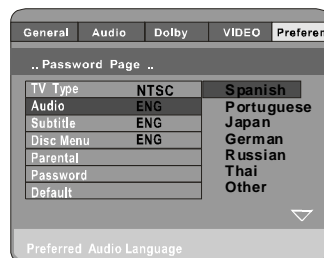 General Audio Dolby VIDEO Preferen
.. Password Page ..
TV Type NTSC Spanish
Audio ENG Portuguese
Subtitle ENG Japan
Disc Menu ENG German
Parental Russian
Password Thai
Default Other
Preferred Audio Language